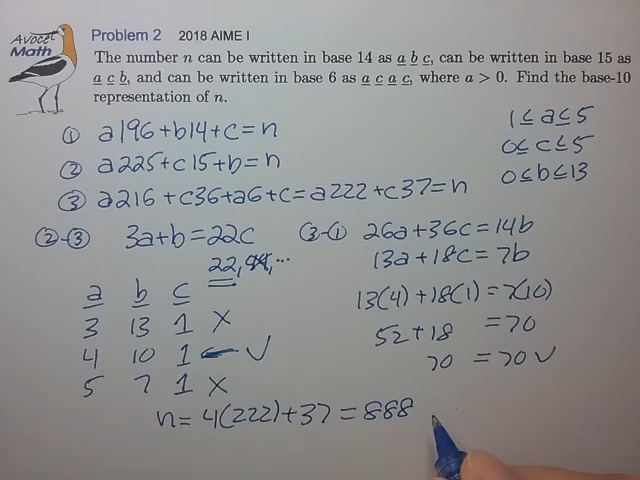 Avocet Math
Problem 2 2018 AIME I
The number n can be written in base 14 as a b c, can be written in base 15 as
a c b, and can be written in base 6 as a c a c, where a > 0. Find the base-10
representation of n.
① a196+b14+c=n
② a225+c15+b=n
③ a216+c36+a6+c=a222+c37=n
1≤a≤5
0≤c≤5
0≤b≤13
②-③ 3a+b=22c
22,44,...
③-① 26a+36c=14b
13a+18c=7b
a b c
3 13 1 X
4 10 1 ← ✓
5 7 1 X
13(4)+18(1)=7(10)
52+18 =70
70 =70 ✓
n=4(222)+37=888